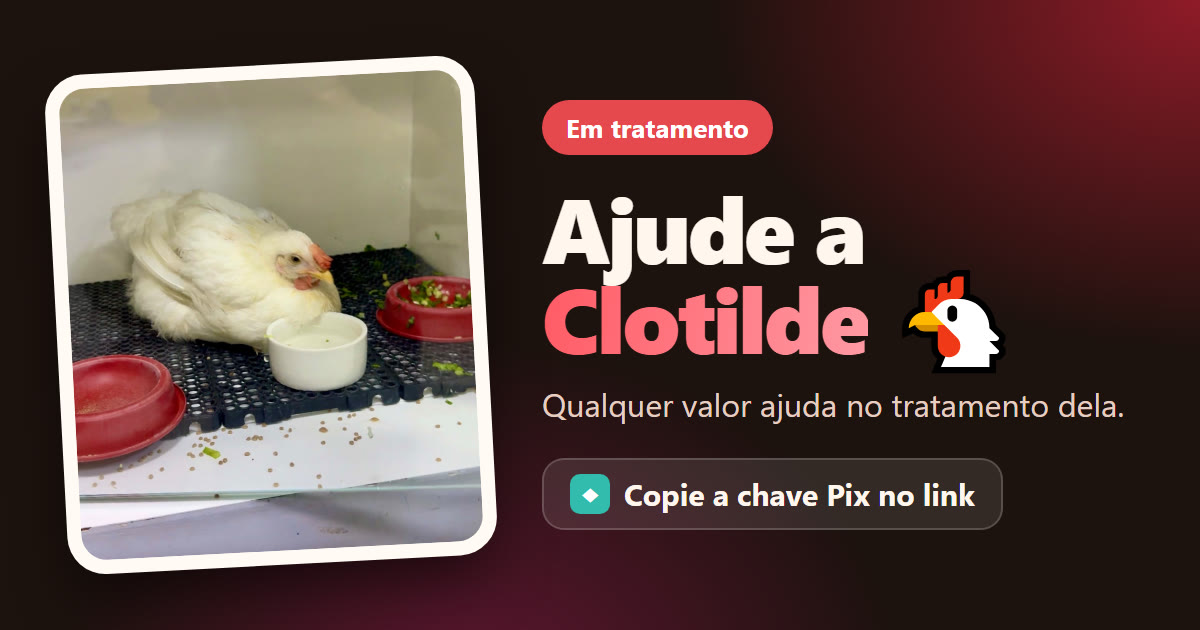 Em tratamento
Ajude a
Clotilde
Qualquer valor ajuda no tratamento dela.
Copie a chave Pix no link